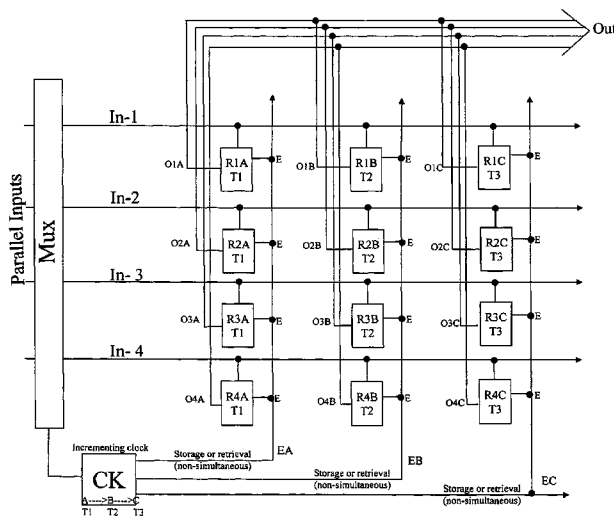 Out
In-1
O1A R1A T1 E
O1B R1B T2 E
O1C R1C T3 E
In-2
O2A R2A T1 E
O2B R2B T2 E
O2C R2C T3 E
In- 3
O3A R3A T1 E
O3B R3B T2 E
O3C R3C T3 E
In- 4
O4A R4A T1 E
O4B R4B T2 E
O4C R4C T3 E
Parallel Inputs
Mux
Incrementing clock
CK
A---->B---->C
T1 T2 T3
Storage or retrieval
(non-simultaneous)
EA
Storage or retrieval
(non-simultaneous)
EB
Storage or retrieval
(non-simultaneous)
EC